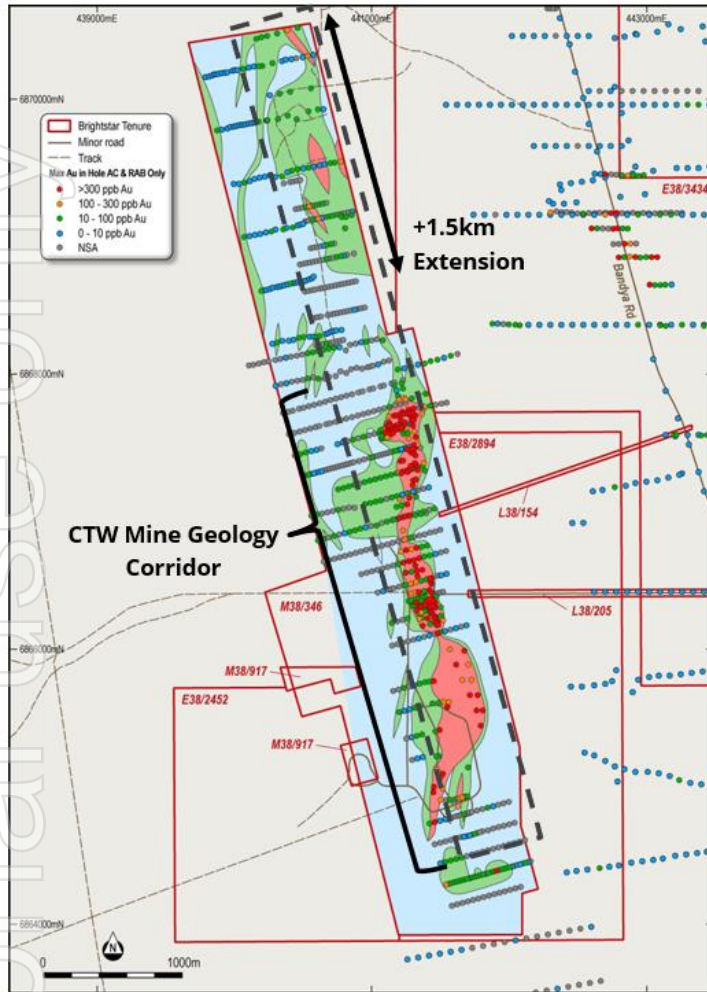 439000mE
441000mE
443000mE
6870000mN
Brightstar Tenure
Minor road
Track
Max Au in Hole AC & RAB Only
>300 ppb Au
100 - 300 ppb Au
10 - 100 ppb Au
0 - 10 ppb Au
NSA
E38/3434
+1.5km
Extension
Bandya Rd
6868000mN
E38/2894
L38/154
CTW Mine Geology
Corridor
M38/346
L38/205
6866000mN
M38/917
E38/2452
M38/917
6864000mN
N
0
1000m